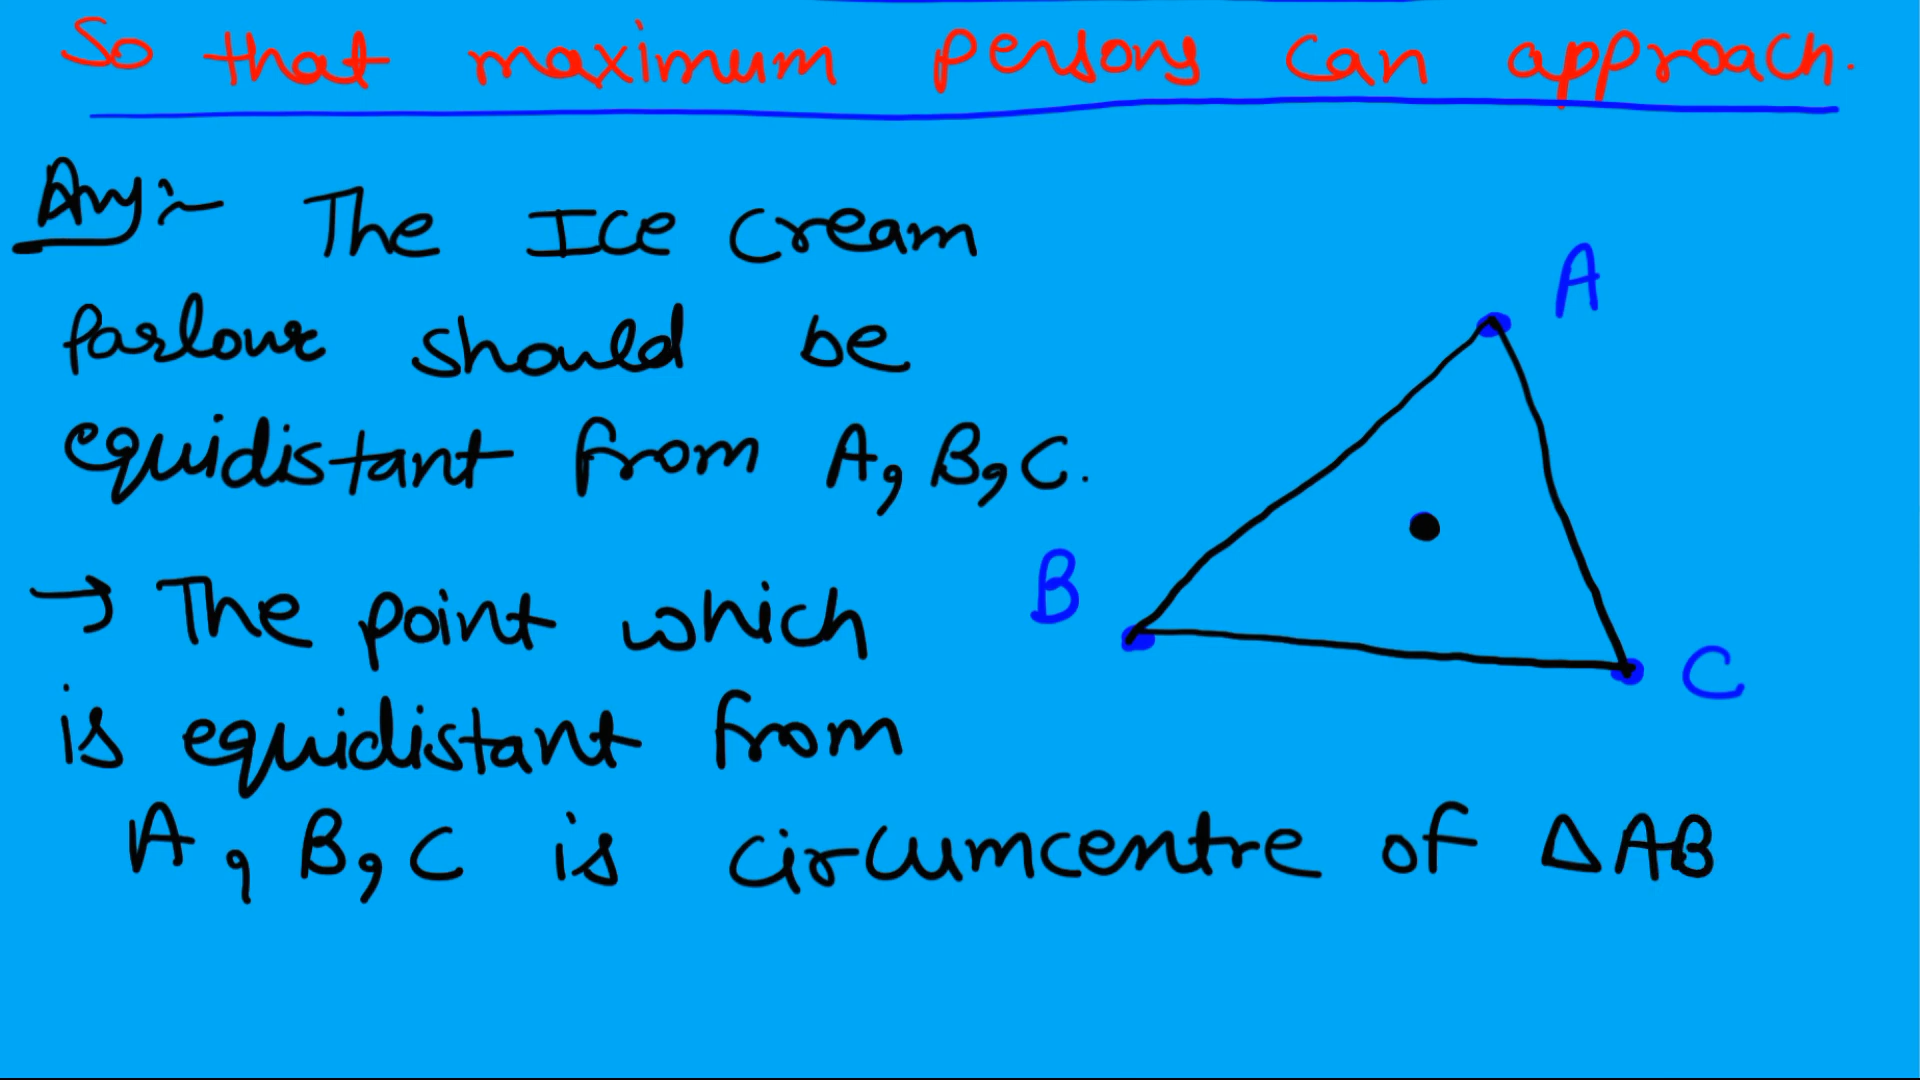 So that maximum persons can approach.
Ans:- The Ice cream
Parlour should be
equidistant from A, B, C.
→ The point which
is equidistant from
A, B, C is circumcentre of ΔAB
A
B
C